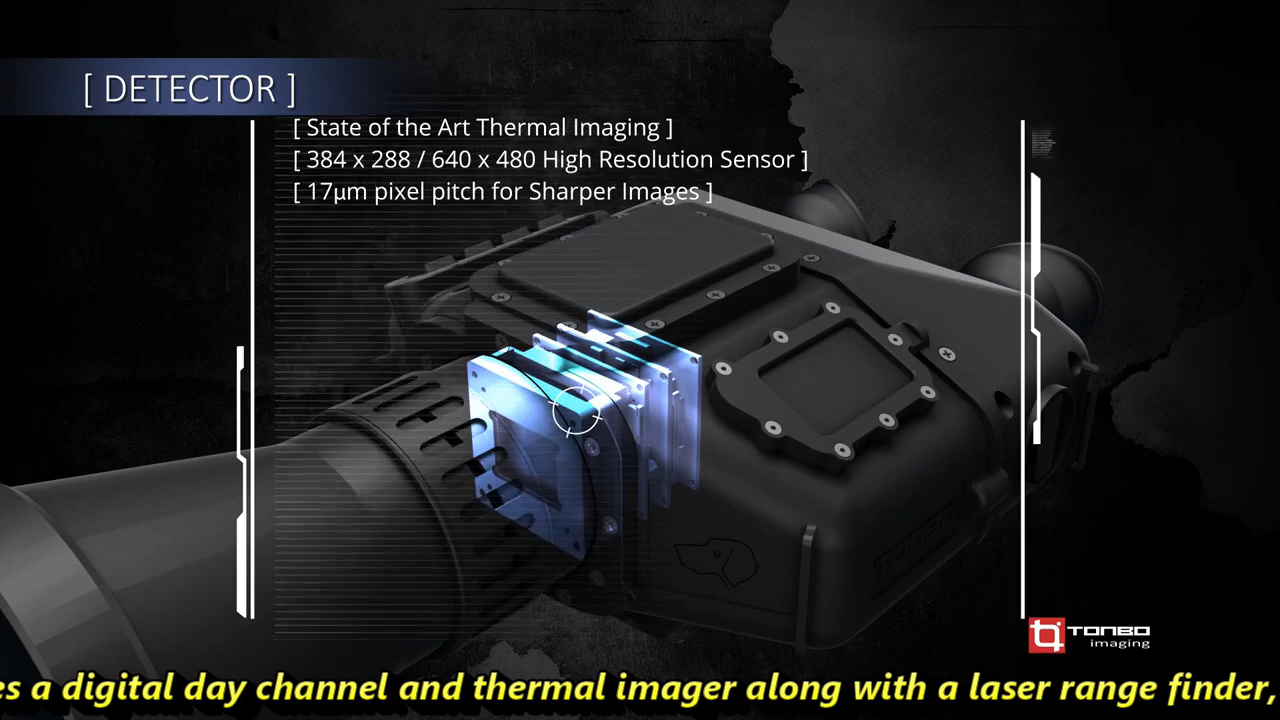 [ DETECTOR ]
[ State of the Art Thermal Imaging ]
[ 384 x 288 / 640 x 480 High Resolution Sensor ]
[ 17μm pixel pitch for Sharper Images ]
TONBO
imaging
es a digital day channel and thermal imager along with a laser range finder,